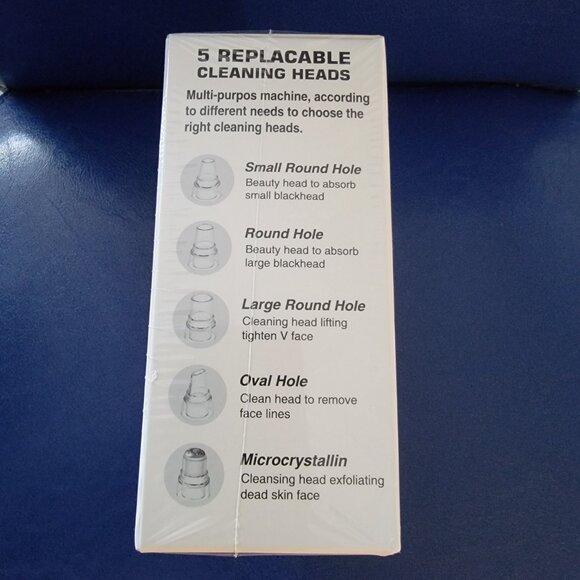 5 REPLACABLE
CLEANING HEADS
Multi-purpos machine, according
to different needs to choose the
right cleaning heads.
Small Round Hole
Beauty head to absorb
small blackhead
Round Hole
Beauty head to absorb
large blackhead
Large Round Hole
Cleaning head lifting
tighten V face
Oval Hole
Clean head to remove
face lines
Microcrystallin
Cleansing head exfoliating
dead skin face